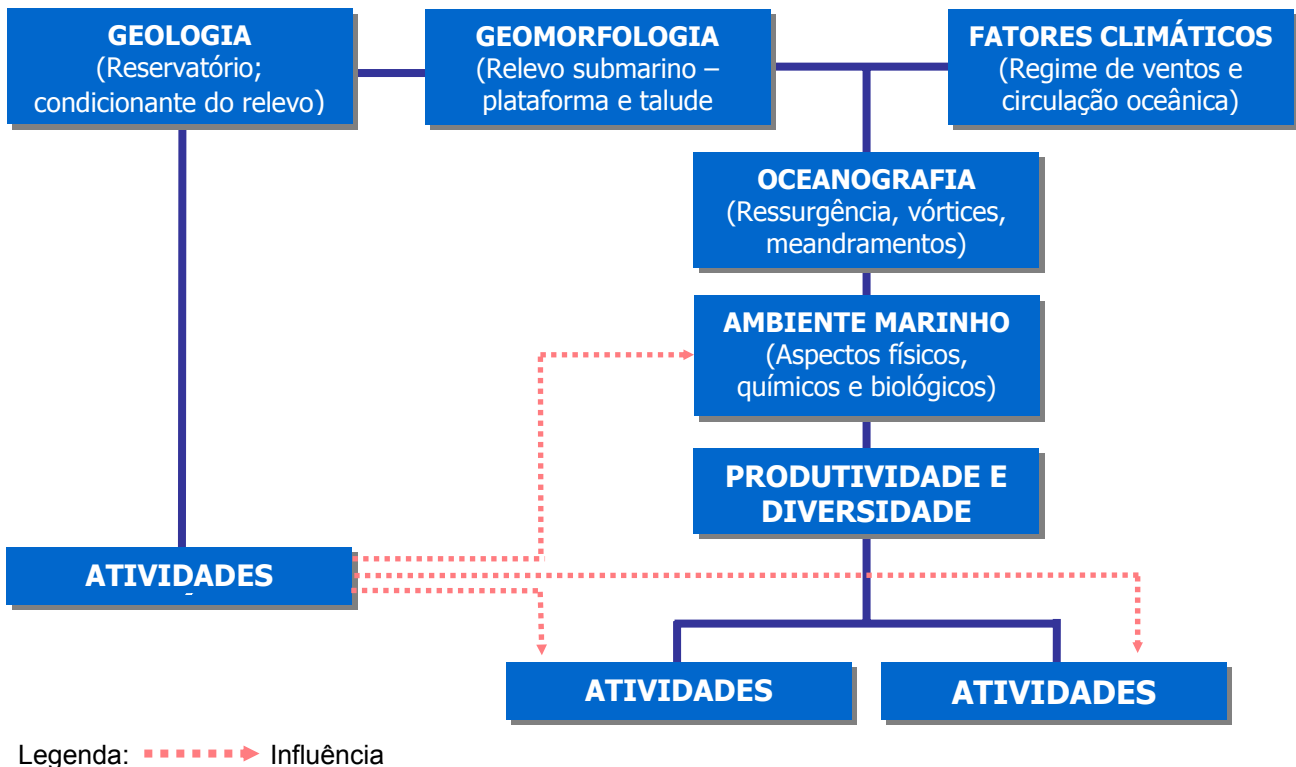 GEOLOGIA
(Reservatório;
condicionante do relevo)
GEOMORFOLOGIA
(Relevo submarino –
plataforma e talude
FATORES CLIMÁTICOS
(Regime de ventos e
circulação oceânica)
OCEANOGRAFIA
(Ressurgência, vórtices,
meandramentos)
AMBIENTE MARINHO
(Aspectos físicos,
químicos e biológicos)
PRODUTIVIDADE E
DIVERSIDADE
ATIVIDADES
ATIVIDADES
ATIVIDADES
Legenda: Influência